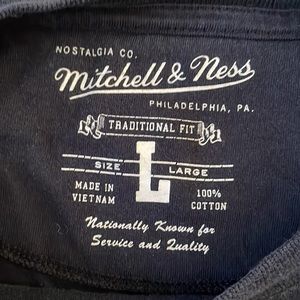 NOSTALGIA CO.
Mitchell & Ness
PHILADELPHIA, PA.
TRADITIONAL FIT
SIZE LARGE
L
MADE IN VIETNAM
100% COTTON
Nationally Known for
Service and Quality